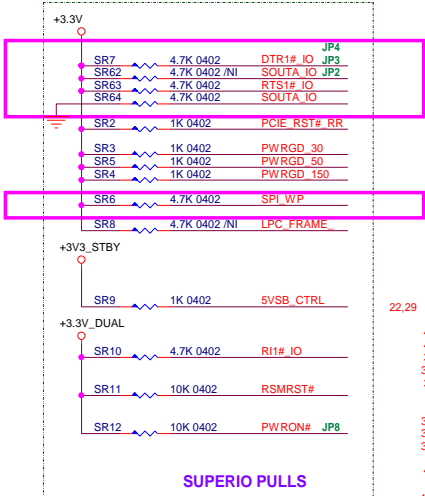 +3.3V
JP4
SR7 4.7K 0402 DTR1#_IO JP3
SR62 4.7K 0402 /NI SOUTA_IO JP2
SR63 4.7K 0402 RTS1#_IO
SR64 4.7K 0402 SOUTA_IO
SR2 1K 0402 PCIE_RST#_RR
SR3 1K 0402 PWRGD_30
SR5 1K 0402 PWRGD_50
SR4 1K 0402 PWRGD_150
SR6 4.7K 0402 SPI_WP
SR8 4.7K 0402 /NI LPC_FRAME_
+3V3_STBY
SR9 1K 0402 5VSB_CTRL
22,29
+3.3V_DUAL
SR10 4.7K 0402 RI1#_IO
SR11 10K 0402 RSMRST#
SR12 10K 0402 PWRON# JP8
SUPERIO PULLS